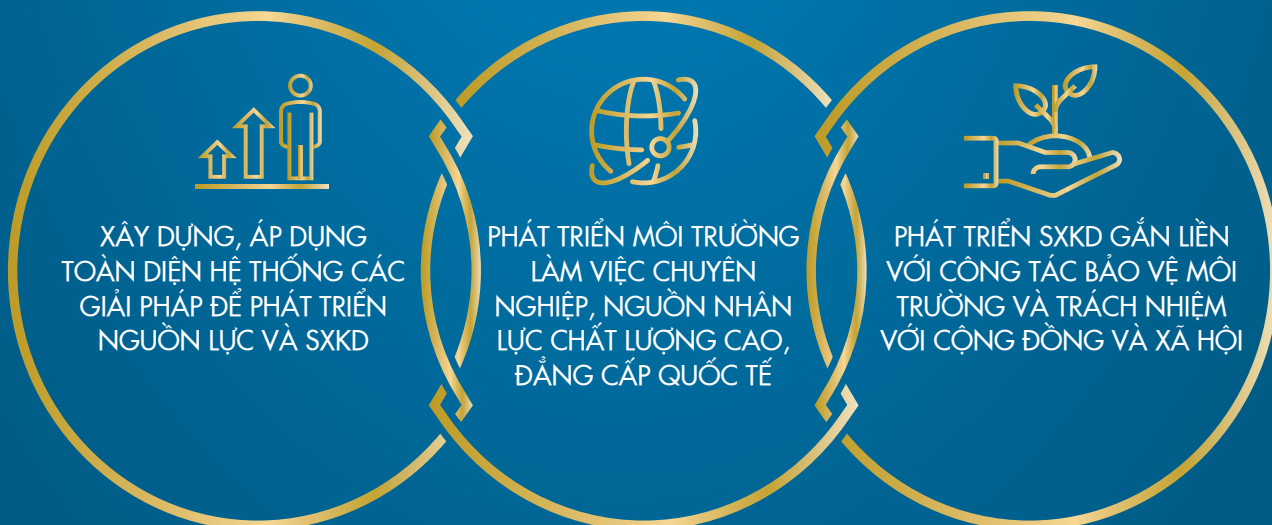 XÂY DỰNG, ÁP DỤNG
TOÀN DIỆN HỆ THỐNG CÁC
GIẢI PHÁP ĐỂ PHÁT TRIỂN
NGUỒN LỰC VÀ SXKD
PHÁT TRIỂN MÔI TRƯỜNG
LÀM VIỆC CHUYÊN
NGHIỆP, NGUỒN NHÂN
LỰC CHẤT LƯỢNG CAO,
ĐẲNG CẤP QUỐC TẾ
PHÁT TRIỂN SXKD GẮN LIỀN
VỚI CÔNG TÁC BẢO VỆ MÔI
TRƯỜNG VÀ TRÁCH NHIỆM
VỚI CỘNG ĐỒNG VÀ XÃ HỘI